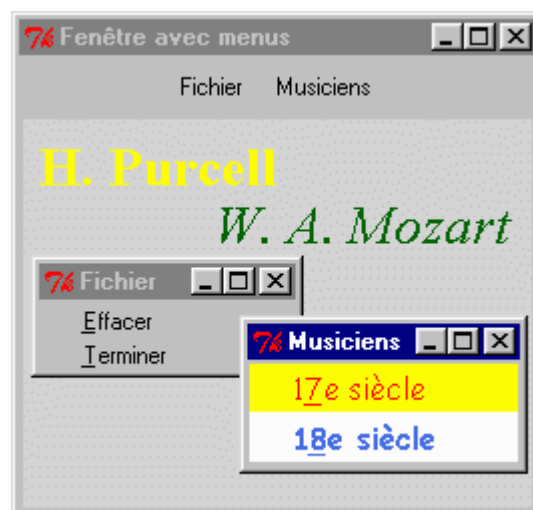 Fenêtre avec menus
Fichier Musiciens
H. Purcell
W. A. Mozart
Fichier
Effacer
Terminer
Musiciens
17e siècle
18e siècle